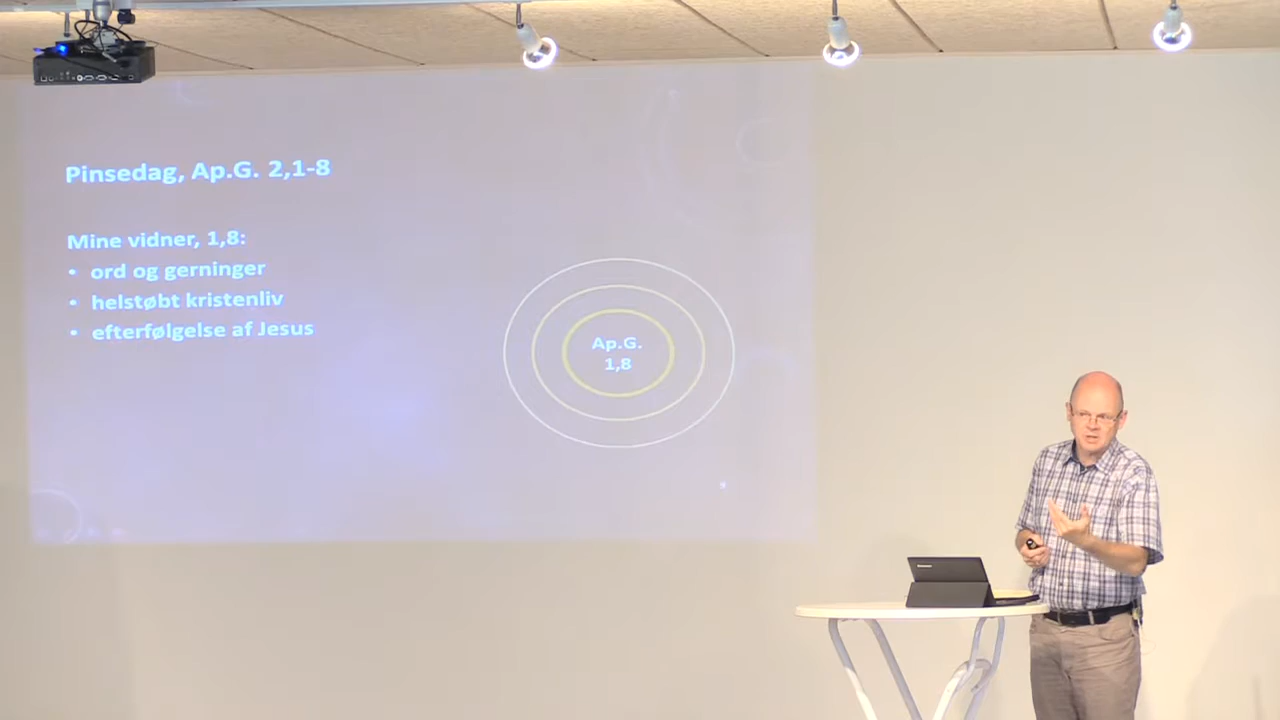 Pinsedag, Ap.G. 2,1-8
Mine vidner, 1,8:
• ord og gerninger
• helstøbt kristenliv
• efterfølgelse af Jesus
Ap.G.
1,8